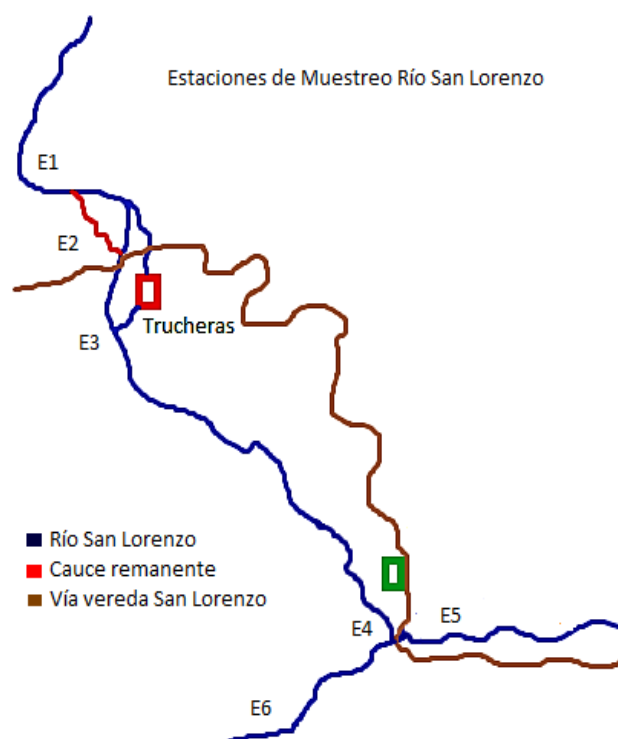 Estaciones de Muestreo Río San Lorenzo
E1
E2
Trucheras
E3
Río San Lorenzo
Cauce remanente
Vía vereda San Lorenzo
E4
E5
E6